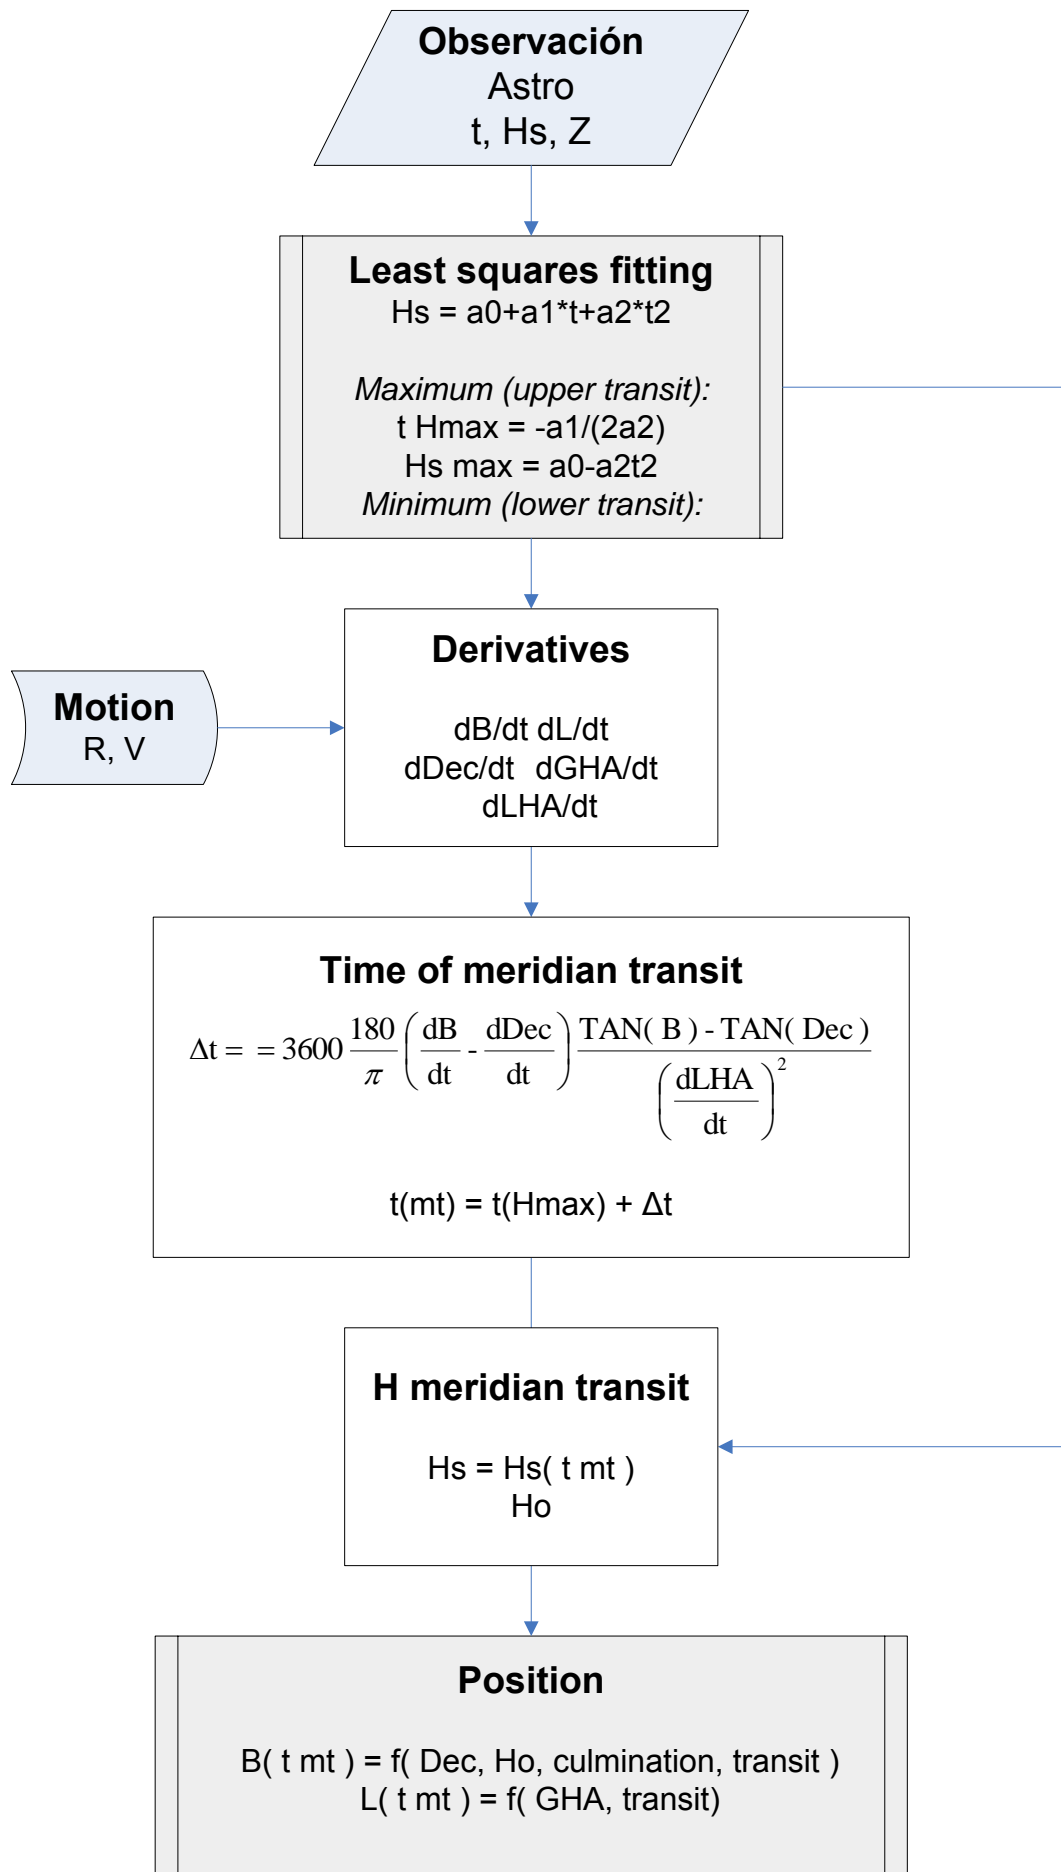 Observación
Astro
t, Hs, Z
Least squares fitting
Hs = a0+a1*t+a2*t2
Maximum (upper transit):
t Hmax = -a1/(2a2)
Hs max = a0-a2t2
Minimum (lower transit):
Motion
R, V
Derivatives
dB/dt dL/dt
dDec/dt dGHA/dt
dLHA/dt
Time of meridian transit
Δt = = 3600 180/π (dB/dt - dDec/dt) TAN( B ) - TAN( Dec ) / (dLHA/dt)²
t(mt) = t(Hmax) + Δt
H meridian transit
Hs = Hs( t mt )
Ho
Position
B( t mt ) = f( Dec, Ho, culmination, transit )
L( t mt ) = f( GHA, transit)